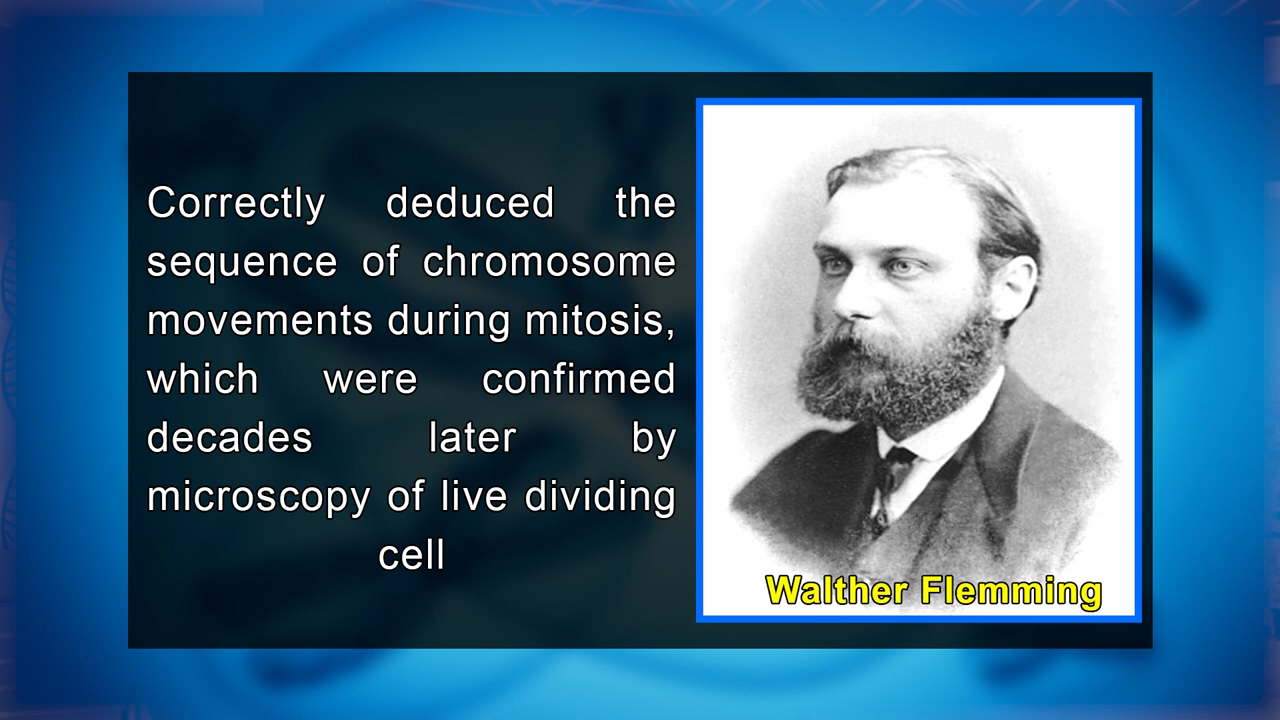 Correctly deduced the
sequence of chromosome
movements during mitosis,
which were confirmed
decades later by
microscopy of live dividing
cell
Walther Flemming